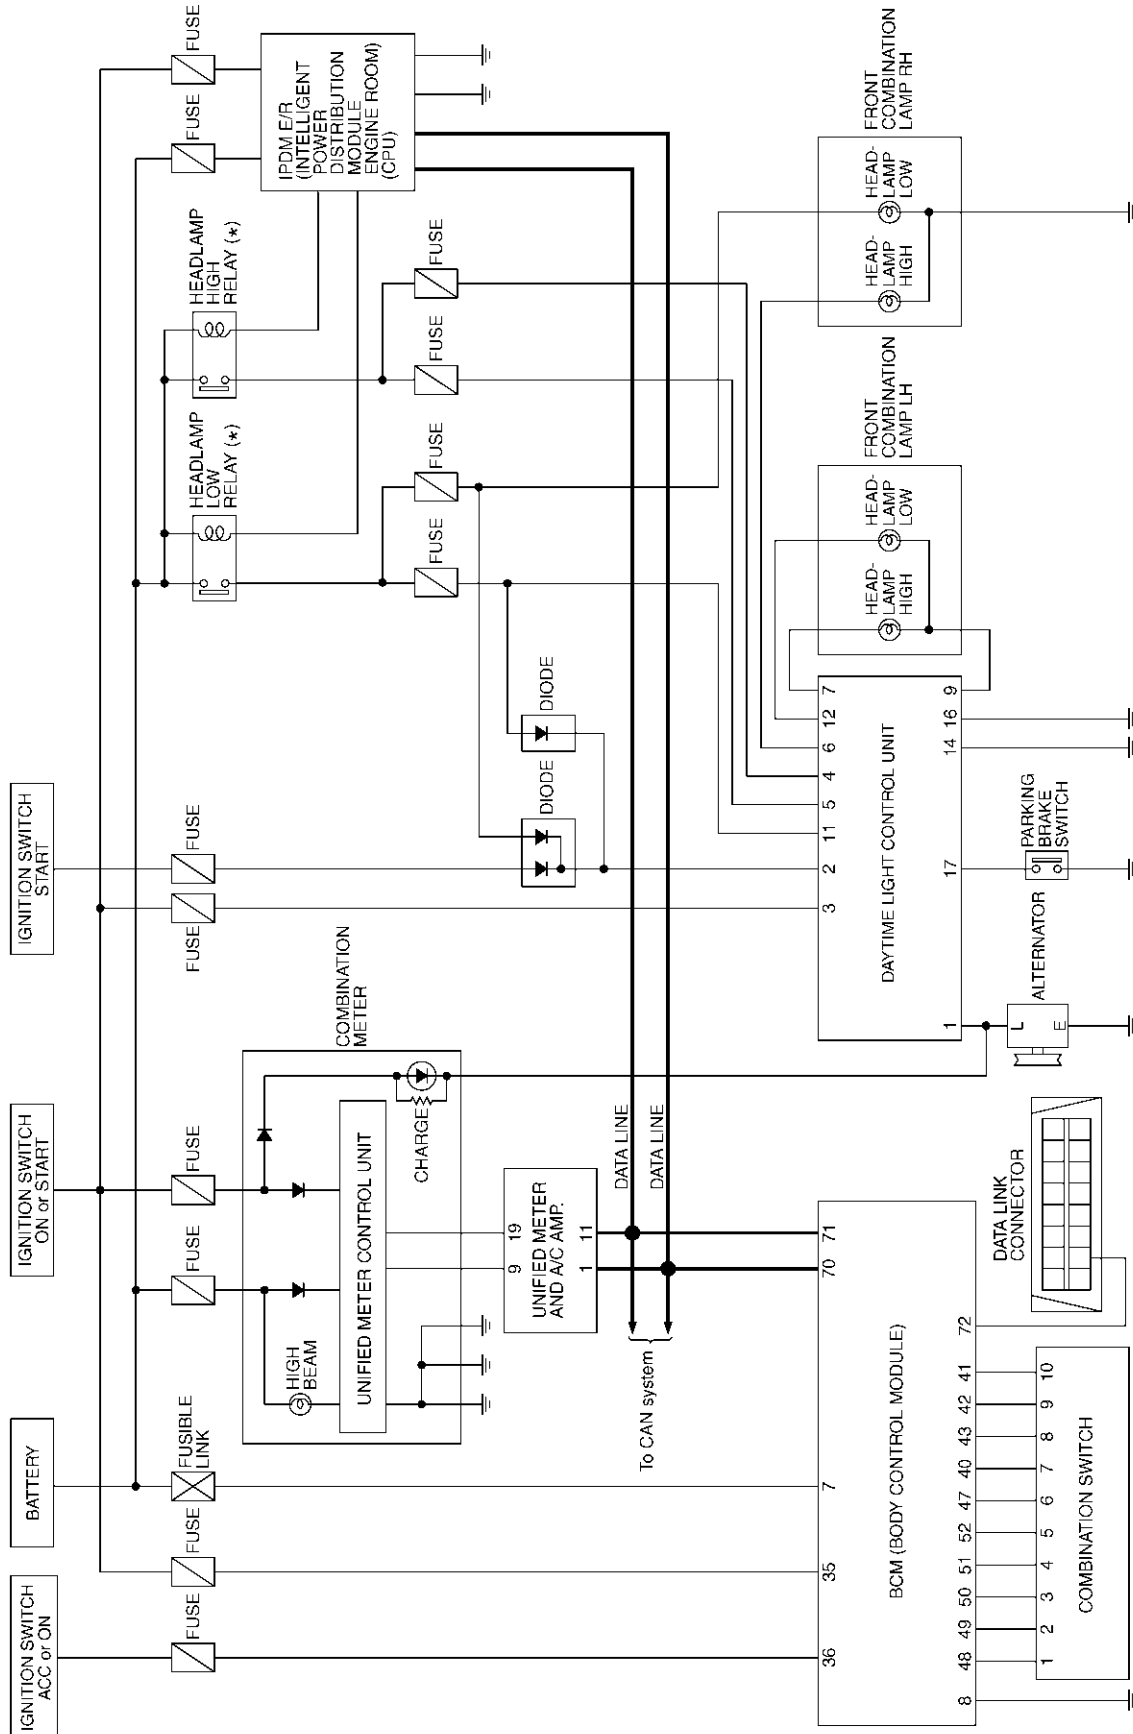 IGNITION SWITCH
ACC or ON
BATTERY
IGNITION SWITCH
ON or START
IGNITION SWITCH
START
FUSE
FUSE
FUSIBLE
LINK
FUSE
FUSE
FUSE
FUSE
HEADLAMP
LOW
RELAY (*)
HEADLAMP
HIGH
RELAY (*)
FUSE
FUSE
IPDM E/R
(INTELLIGENT
POWER
DISTRIBUTION
MODULE
ENGINE ROOM)
(CPU)
COMBINATION
METER
HIGH
BEAM
UNIFIED METER CONTROL UNIT
CHARGE
FUSE
FUSE
FUSE
FUSE
DIODE
DIODE
9 19
UNIFIED METER
AND A/C AMP.
1 11
DATA LINE
DATA LINE
To CAN system
36 35 7 70 71
BCM (BODY CONTROL MODULE)
8 48 49 50 51 52 47 40 43 42 41 72
1 2 3 4 5 6 7 8 9 10
COMBINATION SWITCH
DATA LINK
CONNECTOR
3 2 11 5 4 6 12 7
DAYTIME LIGHT CONTROL UNIT
1 17 14 16 9
ALTERNATOR
L
E
PARKING
BRAKE
SWITCH
FRONT
COMBINATION
LAMP LH
HEAD-
LAMP
HIGH
HEAD-
LAMP
LOW
FRONT
COMBINATION
LAMP RH
HEAD-
LAMP
HIGH
HEAD-
LAMP
LOW